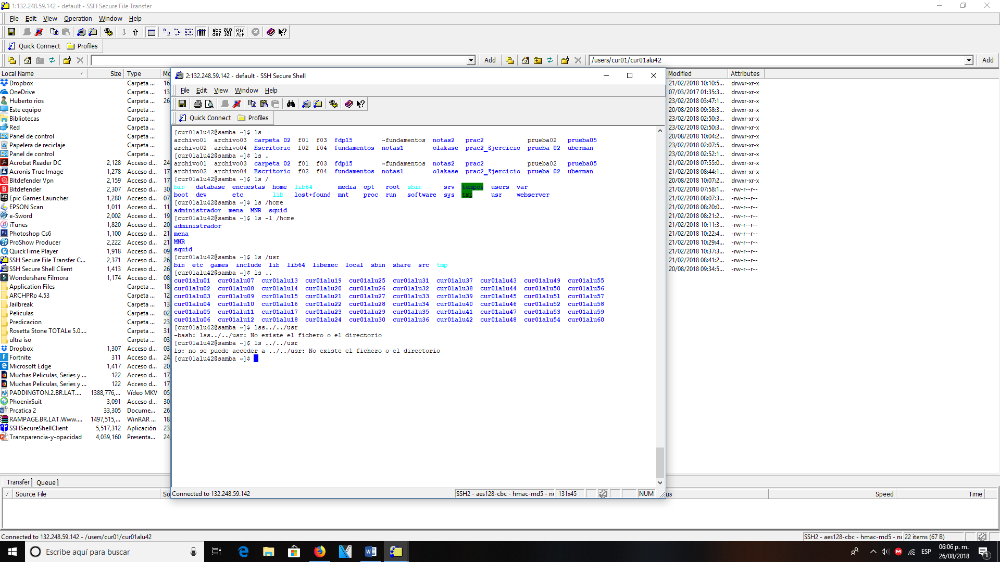 1:132.248.59.142 - default - SSH Secure File Transfer
File Edit View Operation Window Help
Quick Connect Profiles
Add /users/cur01/cur01alu42 Add
Local Name / Size Type Mo
Dropbox Carpeta ... 16,
OneDrive Carpeta ... 13,
Huberto rios Carpeta ... 26,
Este equipo Carpeta ...
Bibliotecas Carpeta ...
Red Carpeta ...
Panel de control Carpeta ...
Papelera de reciclaje Carpeta ...
Panel de control Carpeta ...
Acrobat Reader DC 2,128 Acceso d... 24,
Acronis True Image 1,278 Acceso d... 17,
Bitdefender Vpn 2,159 Acceso d... 17,
Bitdefender 2,307 Acceso d... 30,
Epic Games Launcher 1,280 Acceso d... 07,
EPSON Scan 1,011 Acceso d... 11,
e-Sword 2,002 Acceso d... 19,
iTunes 1,820 Acceso d... 20,
Photoshop Cs6 1,100 Acceso d... 21,
ProShow Producer 2,222 Acceso d... 21,
QuickTime Player 1,918 Acceso d... 09,
SSH Secure File Transfer C... 2,371 Acceso d... 26,
SSH Secure Shell Client 1,413 Acceso d... 26,
Wondershare Filmora 1,174 Acceso d... 08,
Application Files Carpeta ... 18,
ARCHPRo 4.53 Carpeta ... 12,
Jailbreak Carpeta ... 13,
Peliculas Carpeta ... 02,
Predicacion Carpeta ... 23,
Rosetta Stone TOTALe 5.0.... Carpeta ... 31,
ultra iso Carpeta ... 03,
Dropbox 1,307 Acceso d... 03,
Fortnite 311 Acceso d... 24,
Microsoft Edge 1,417 Acceso d... 20,
Muchas Peliculas, Series y ... 122 Acceso d... 17,
Muchas Peliculas, Series y ... 122 Acceso d... 17,
PADDINGTON.2.BR.LAT.... 1388,776,... Vídeo MKV 05,
PhoenixSuit 3,091 Acceso d... 30,
Prcatica 2 33,305 Docume... 26,
RAMPAGE.BR.LAT.Www.... 1497,515,... WinRAR ... 18,
SSHSecureShellClient 5,517,312 Aplicación 23,
Transparencia-y-opacidad 4,039,160 Presenta... 24,
2:132.248.59.142 - default - SSH Secure Shell
File Edit View Window Help
Quick Connect Profiles
[cur01alu42@samba ~]$ ls
archivo01 archivo03 carpeta 02 f01 f03 fdp15 ~fundamentos notas2 prac2 prueba02 prueba05
archivo02 archivo04 Escritorio f02 f04 fundamentos notas1 olakase prac2_Ejercicio prueba 02 uberman
[cur01alu42@samba ~]$ ls .
archivo01 archivo03 carpeta 02 f01 f03 fdp15 ~fundamentos notas2 prac2 prueba02 prueba05
archivo02 archivo04 Escritorio f02 f04 fundamentos notas1 olakase prac2_Ejercicio prueba 02 uberman
[cur01alu42@samba ~]$ ls /
bin database encuestas home lib64 media opt root sbin srv tempos users var
boot dev etc lib lost+found mnt proc run software sys tmp usr webserver
[cur01alu42@samba ~]$ ls /home
administrador mena MNR squid
[cur01alu42@samba ~]$ ls -1 /home
administrador
mena
MNR
squid
[cur01alu42@samba ~]$ ls /usr
bin etc games include lib lib64 libexec local sbin share src tmp
[cur01alu42@samba ~]$ ls ..
cur01alu01 cur01alu07 cur01alu13 cur01alu19 cur01alu25 cur01alu31 cur01alu37 cur01alu43 cur01alu49 cur01alu55
cur01alu02 cur01alu08 cur01alu14 cur01alu20 cur01alu26 cur01alu32 cur01alu38 cur01alu44 cur01alu50 cur01alu56
cur01alu03 cur01alu09 cur01alu15 cur01alu21 cur01alu27 cur01alu33 cur01alu39 cur01alu45 cur01alu51 cur01alu57
cur01alu04 cur01alu10 cur01alu16 cur01alu22 cur01alu28 cur01alu34 cur01alu40 cur01alu46 cur01alu52 cur01alu58
cur01alu05 cur01alu11 cur01alu17 cur01alu23 cur01alu29 cur01alu35 cur01alu41 cur01alu47 cur01alu53 cur01alu59
cur01alu06 cur01alu12 cur01alu18 cur01alu24 cur01alu30 cur01alu36 cur01alu42 cur01alu48 cur01alu54 cur01alu60
[cur01alu42@samba ~]$ lss../../usr
-bash: lss../../usr: No existe el fichero o el directorio
[cur01alu42@samba ~]$ ls ../../usr
ls: no se puede acceder a ../../usr: No existe el fichero o el directorio
[cur01alu42@samba ~]$
Connected to 132.248.59.142 SSH2 - aes128-cbc - hmac-md5 - nc 131x45 NUM
Modified Attributes
21/02/2018 10:10:5... drwxr-xr-x
07/03/2017 01:35:3... drwxr-xr-x
23/02/2018 03:47:1... drwxr-xr-x
20/08/2018 09:58:3... drwxr-xr-x
23/02/2018 02:50:3... drwxr-xr-x
23/02/2018 02:50:3... drwxr-xr-x
20/08/2018 10:04:2... drwxr-xr-x
23/02/2018 02:07:5... drwxr-xr-x
23/02/2018 02:52:1... drwxr-xr-x
21/02/2018 07:55:0... drwxr-xr-x
21/02/2018 08:44:1... drwxr-xr-x
20/08/2018 10:07:2... drwxr-xr-x
21/02/2018 07:58:1... -rw-r--r--
21/02/2018 08:07:3... -rw-r--r--
21/02/2018 08:20:0... -rw-r--r--
21/02/2018 08:21:2... -rw-r--r--
21/02/2018 10:11:3... -rw-r--r--
21/02/2018 10:22:4... -rw-r--r--
21/02/2018 10:29:4... -rw-r--r--
21/02/2018 10:37:3... -rw-r--r--
21/02/2018 08:41:2... -rw-r--r--
20/08/2018 09:34:5... -rw-r--r--
Transfer Queue
/ Source File So us Speed Time
Connected to 132.248.59.142 - /users/cur01/cur01alu42 SSH2 - aes128-cbc - hmac-md5 - nc 22 items (67 B)
Escribe aquí para buscar ESP 06:06 p. m.
26/08/2018